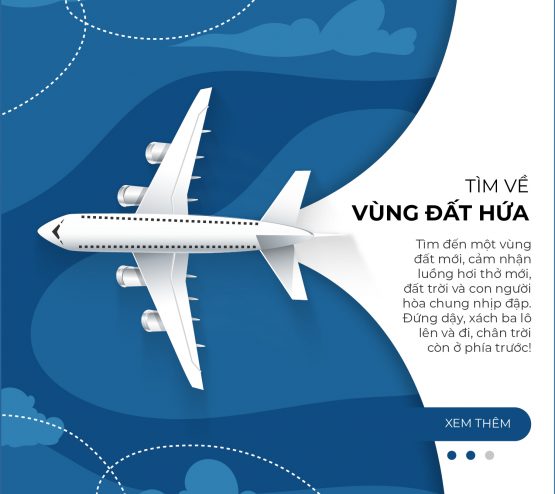 TÌM VỀ
VÙNG ĐẤT HỨA
Tìm đến một vùng
đất mới, cảm nhận
luồng hơi thở mới,
đất trời và con người
hòa chung nhịp đập.
Đứng dậy, xách ba lô
lên và đi, chân trời
còn ở phía trước!
XEM THÊM